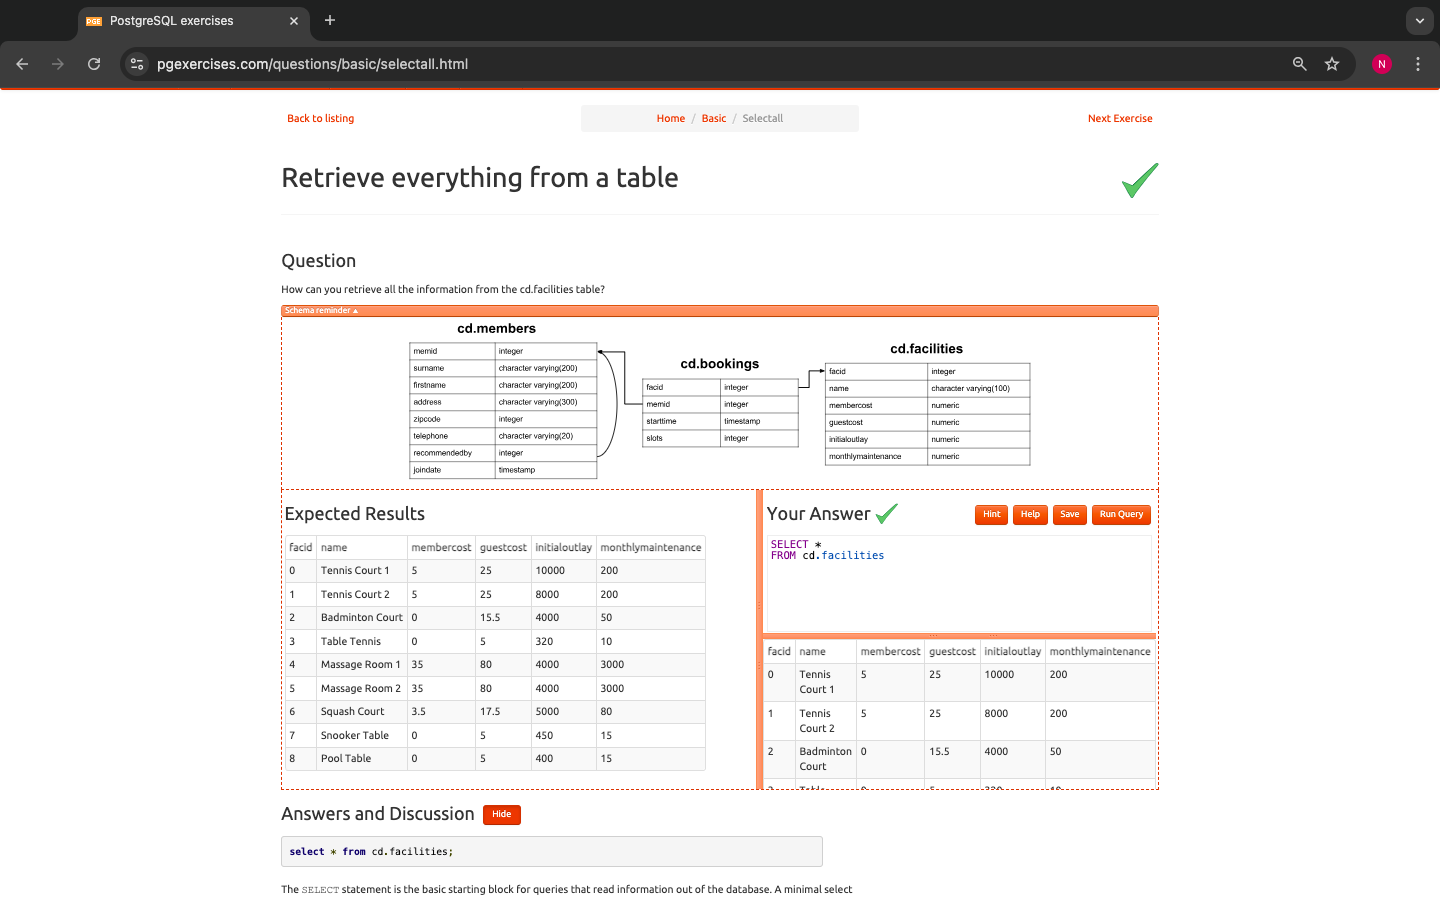 PGE PostgreSQL exercises
pgexercises.com/questions/basic/selectall.html
N
Back to listing
Home / Basic / Selectall
Next Exercise
Retrieve everything from a table
Question
How can you retrieve all the information from the cd.facilities table?
Schema reminder
cd.members
memid integer
surname character varying(200)
firstname character varying(200)
address character varying(300)
zipcode integer
telephone character varying(20)
recommendedby integer
joindate timestamp
cd.bookings
facid integer
memid integer
starttime timestamp
slots integer
cd.facilities
facid integer
name character varying(100)
membercost numeric
guestcost numeric
initialoutlay numeric
monthlymaintenance numeric
Expected Results
facid name membercost guestcost initialoutlay monthlymaintenance
0 Tennis Court 1 5 25 10000 200
1 Tennis Court 2 5 25 8000 200
2 Badminton Court 0 15.5 4000 50
3 Table Tennis 0 5 320 10
4 Massage Room 1 35 80 4000 3000
5 Massage Room 2 35 80 4000 3000
6 Squash Court 3.5 17.5 5000 80
7 Snooker Table 0 5 450 15
8 Pool Table 0 5 400 15
Your Answer
Hint Help Save Run Query
SELECT *
FROM cd.facilities
facid name membercost guestcost initialoutlay monthlymaintenance
0 Tennis 5 25 10000 200
Court 1
1 Tennis 5 25 8000 200
Court 2
2 Badminton 0 15.5 4000 50
Court
Answers and Discussion Hide
select * from cd.facilities;
The SELECT statement is the basic starting block for queries that read information out of the database. A minimal select